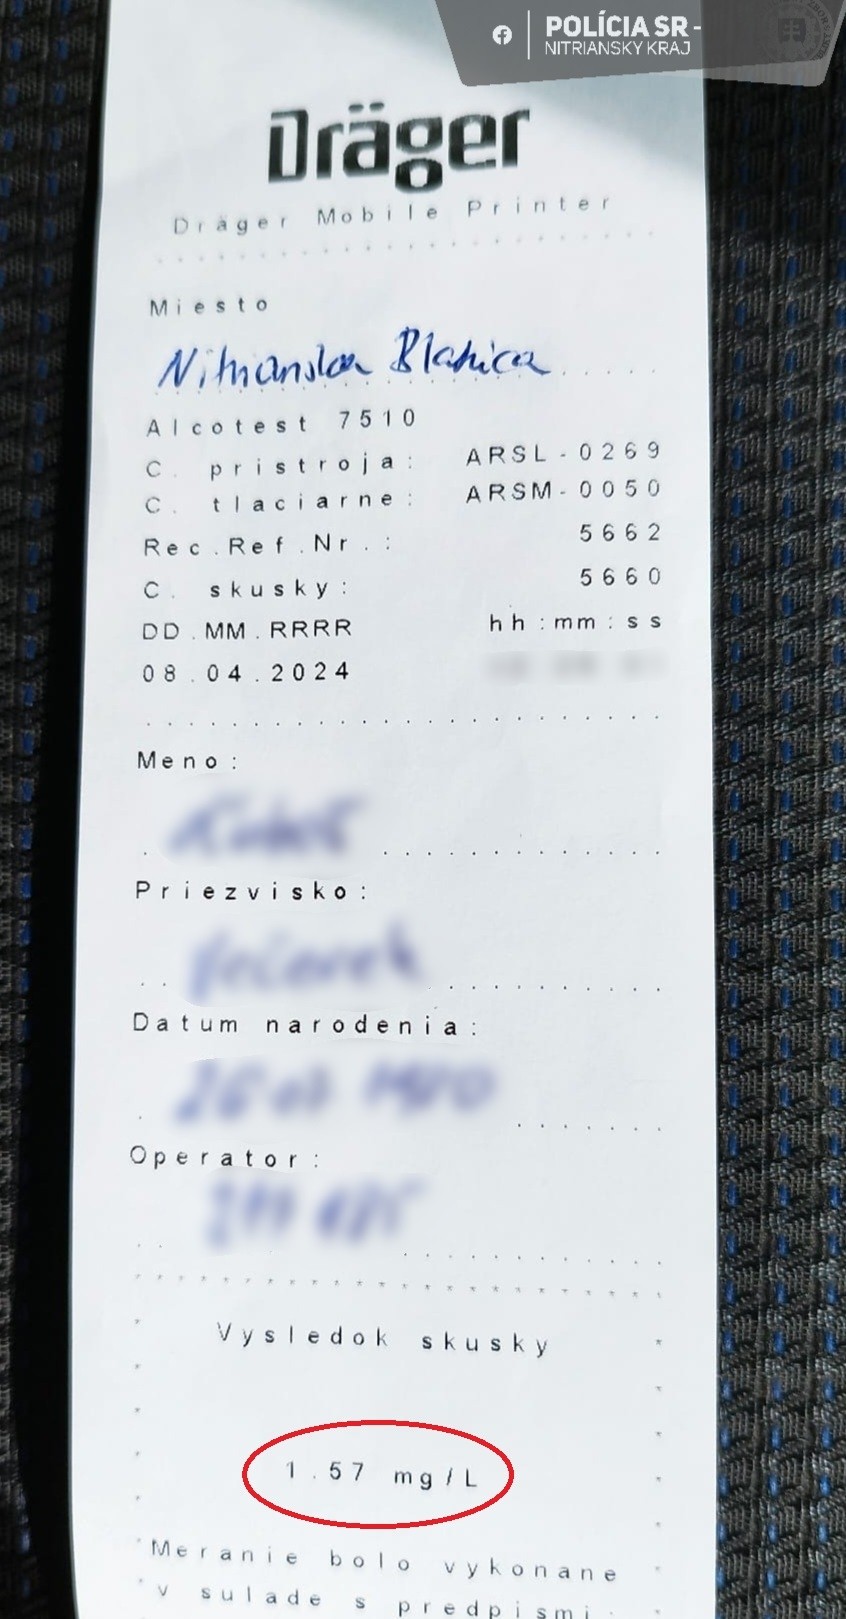 POLÍCIA SR -
NITRIANSKY KRAJ
Dräger
Dräger Mobile Printer
Miesto
Nitrianska Blatnica
Alcotest 7510
C. pristroja: ARSL-0269
C. tlaciarne: ARSM-0050
Rec.Ref.Nr.: 5662
C. skusky: 5660
DD.MM.RRRR hh:mm:ss
08.04.2024
Meno:
Priezvisko:
Datum narodenia:
Operator:
Vysledok skusky
1.57 mg/L
Meranie bolo vykonane
v sulade s predpismi.